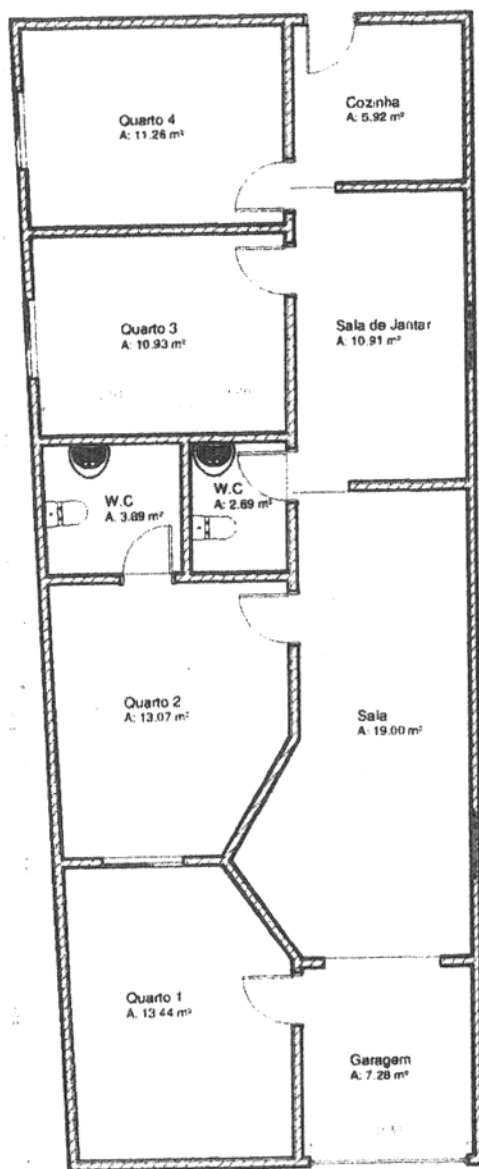 Quarto 4
A: 11.26 m²
Cozinha
A: 5.92 m²
Quarto 3
A: 10.93 m²
Sala de Jantar
A: 10.91 m²
W.C
A: 3.89 m²
W.C
A: 2.69 m²
Quarto 2
A: 13.07 m²
Sala
A: 19.00 m²
Quarto 1
A. 13.44 m²
Garagem
A: 7.28 m²